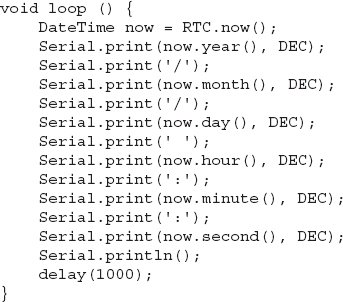 void loop () {
    DateTime now = RTC.now();
    Serial.print(now.year(), DEC);
    Serial.print('/');
    Serial.print(now.month(), DEC);
    Serial.print('/');
    Serial.print(now.day(), DEC);
    Serial.print(' ');
    Serial.print(now.hour(), DEC);
    Serial.print(':');
    Serial.print(now.minute(), DEC);
    Serial.print(':');
    Serial.print(now.second(), DEC);
    Serial.println();
    delay(1000);
}